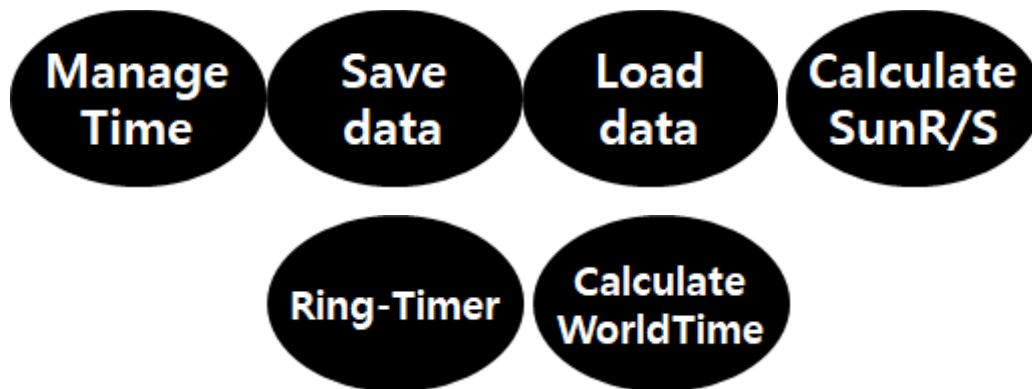 Manage
Time
Save
data
Load
data
Calculate
SunR/S
Ring-Timer
Calculate
WorldTime